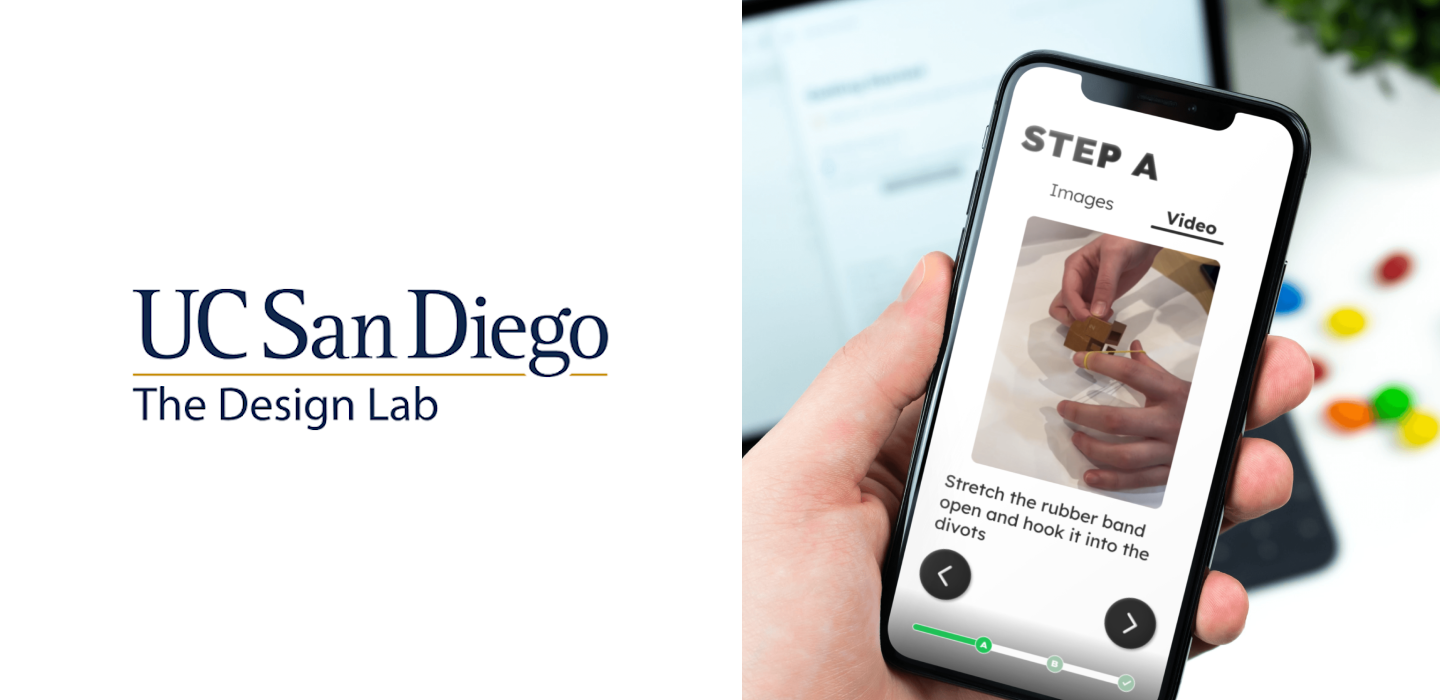 UC San Diego
The Design Lab
STEP A
Images
Video
Stretch the rubber band
open and hook it into the
divots
A
B